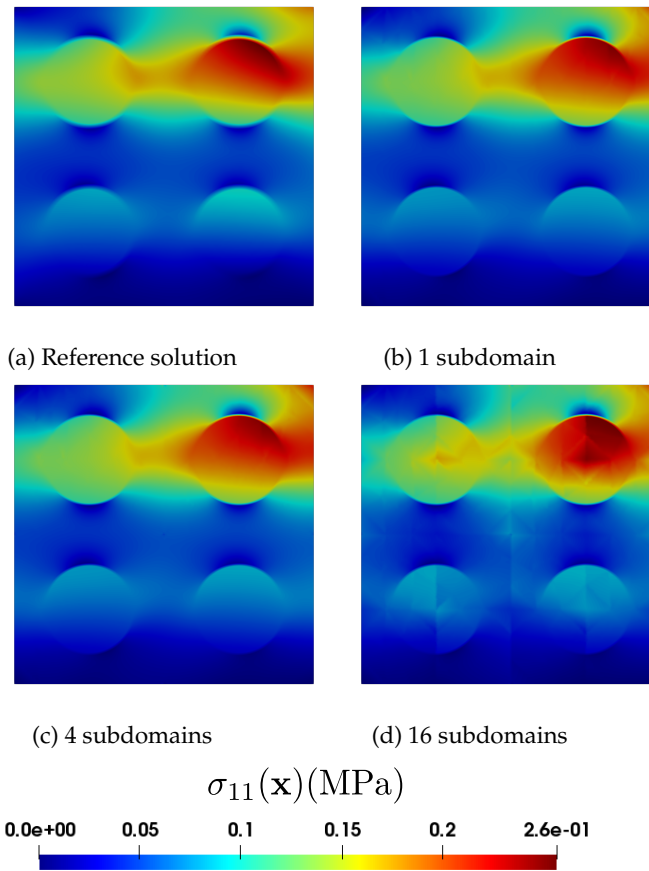 (a) Reference solution
(b) 1 subdomain
(c) 4 subdomains
(d) 16 subdomains
σ₁₁(𝐱)(MPa)
0.0e+00 0.05 0.1 0.15 0.2 2.6e-01